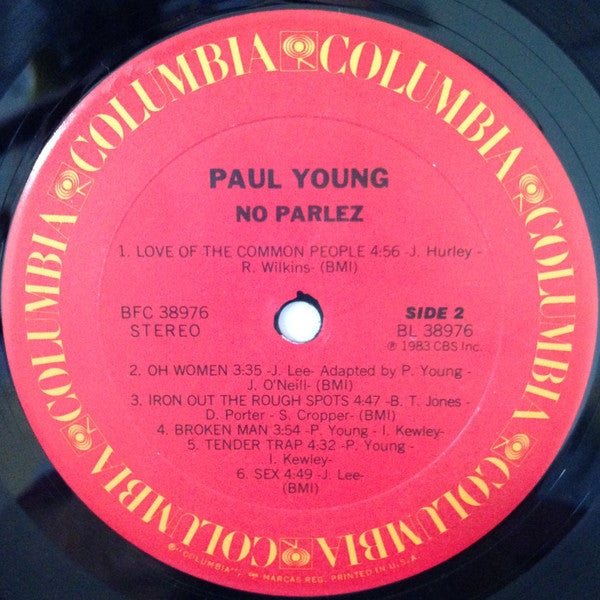 COLUMBIA COLUMBIA COLUMBIA COLUMBIA COLUMBIA COLUMBIA
PAUL YOUNG
NO PARLEZ
1. LOVE OF THE COMMON PEOPLE 4:56 -J. Hurley -
R. Wilkins- (BMI)
BFC 38976
STEREO
SIDE 2
BL 38976
℗ 1983 CBS Inc.
2. OH WOMEN 3:35 -J. Lee- Adapted by P. Young -
J. O'Neill- (BMI)
3. IRON OUT THE ROUGH SPOTS 4:47 -B. T. Jones -
D. Porter - S. Cropper- (BMI)
4. BROKEN MAN 3:54 -P. Young - I. Kewley-
5. TENDER TRAP 4:32 -P. Young -
I. Kewley-
6. SEX 4:49 -J. Lee-
(BMI)
"COLUMBIA", MARCAS REG. PRINTED IN U.S.A.